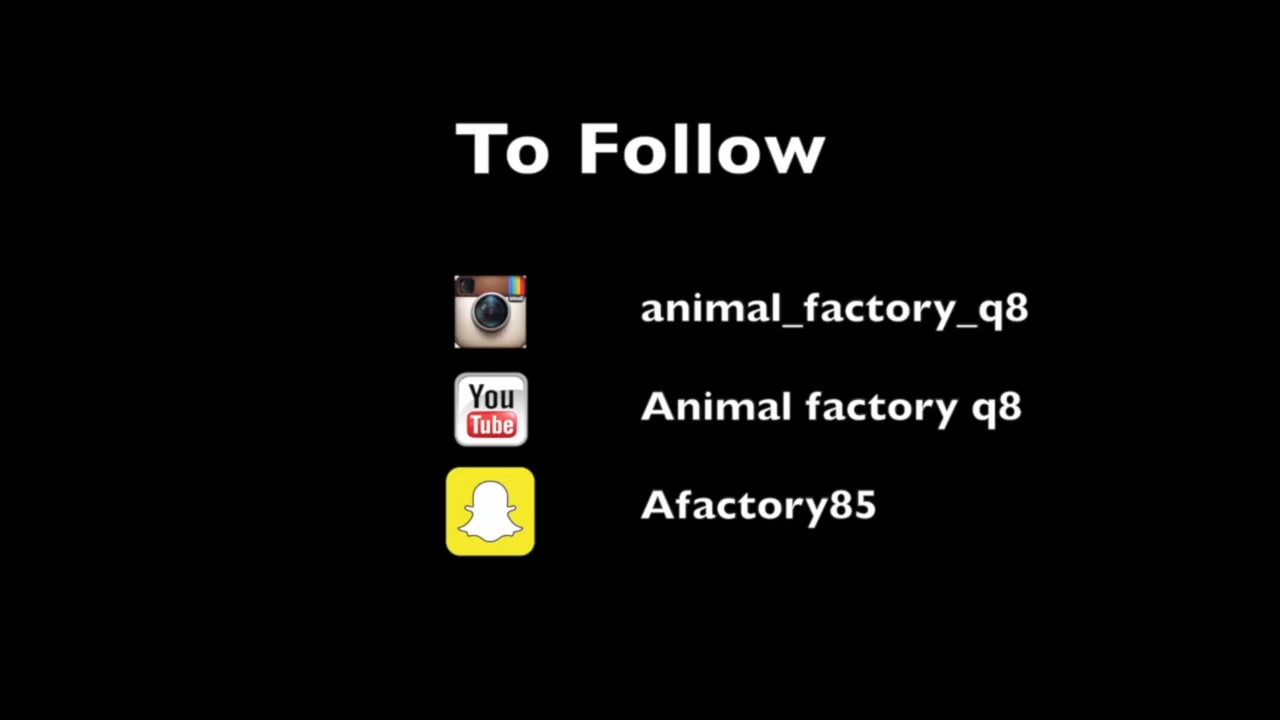 To Follow
animal_factory_q8
You
Tube
Animal factory q8
Afactory85